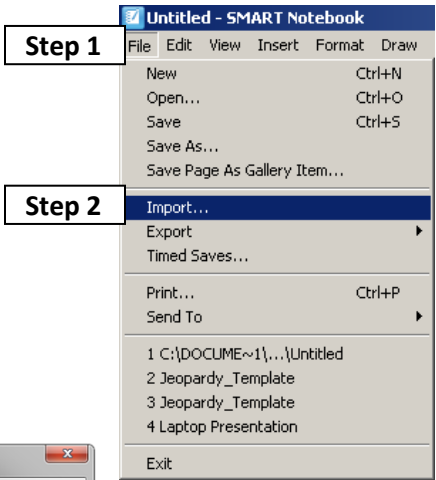 Untitled - SMART Notebook
Step 1
File Edit View Insert Format Draw
New Ctrl+N
Open... Ctrl+O
Save Ctrl+S
Save As...
Save Page As Gallery Item...
Step 2
Import...
Export
Timed Saves...
Print... Ctrl+P
Send To
1 C:\DOCUME~1\...\Untitled
2 Jeopardy_Template
3 Jeopardy_Template
4 Laptop Presentation
Exit